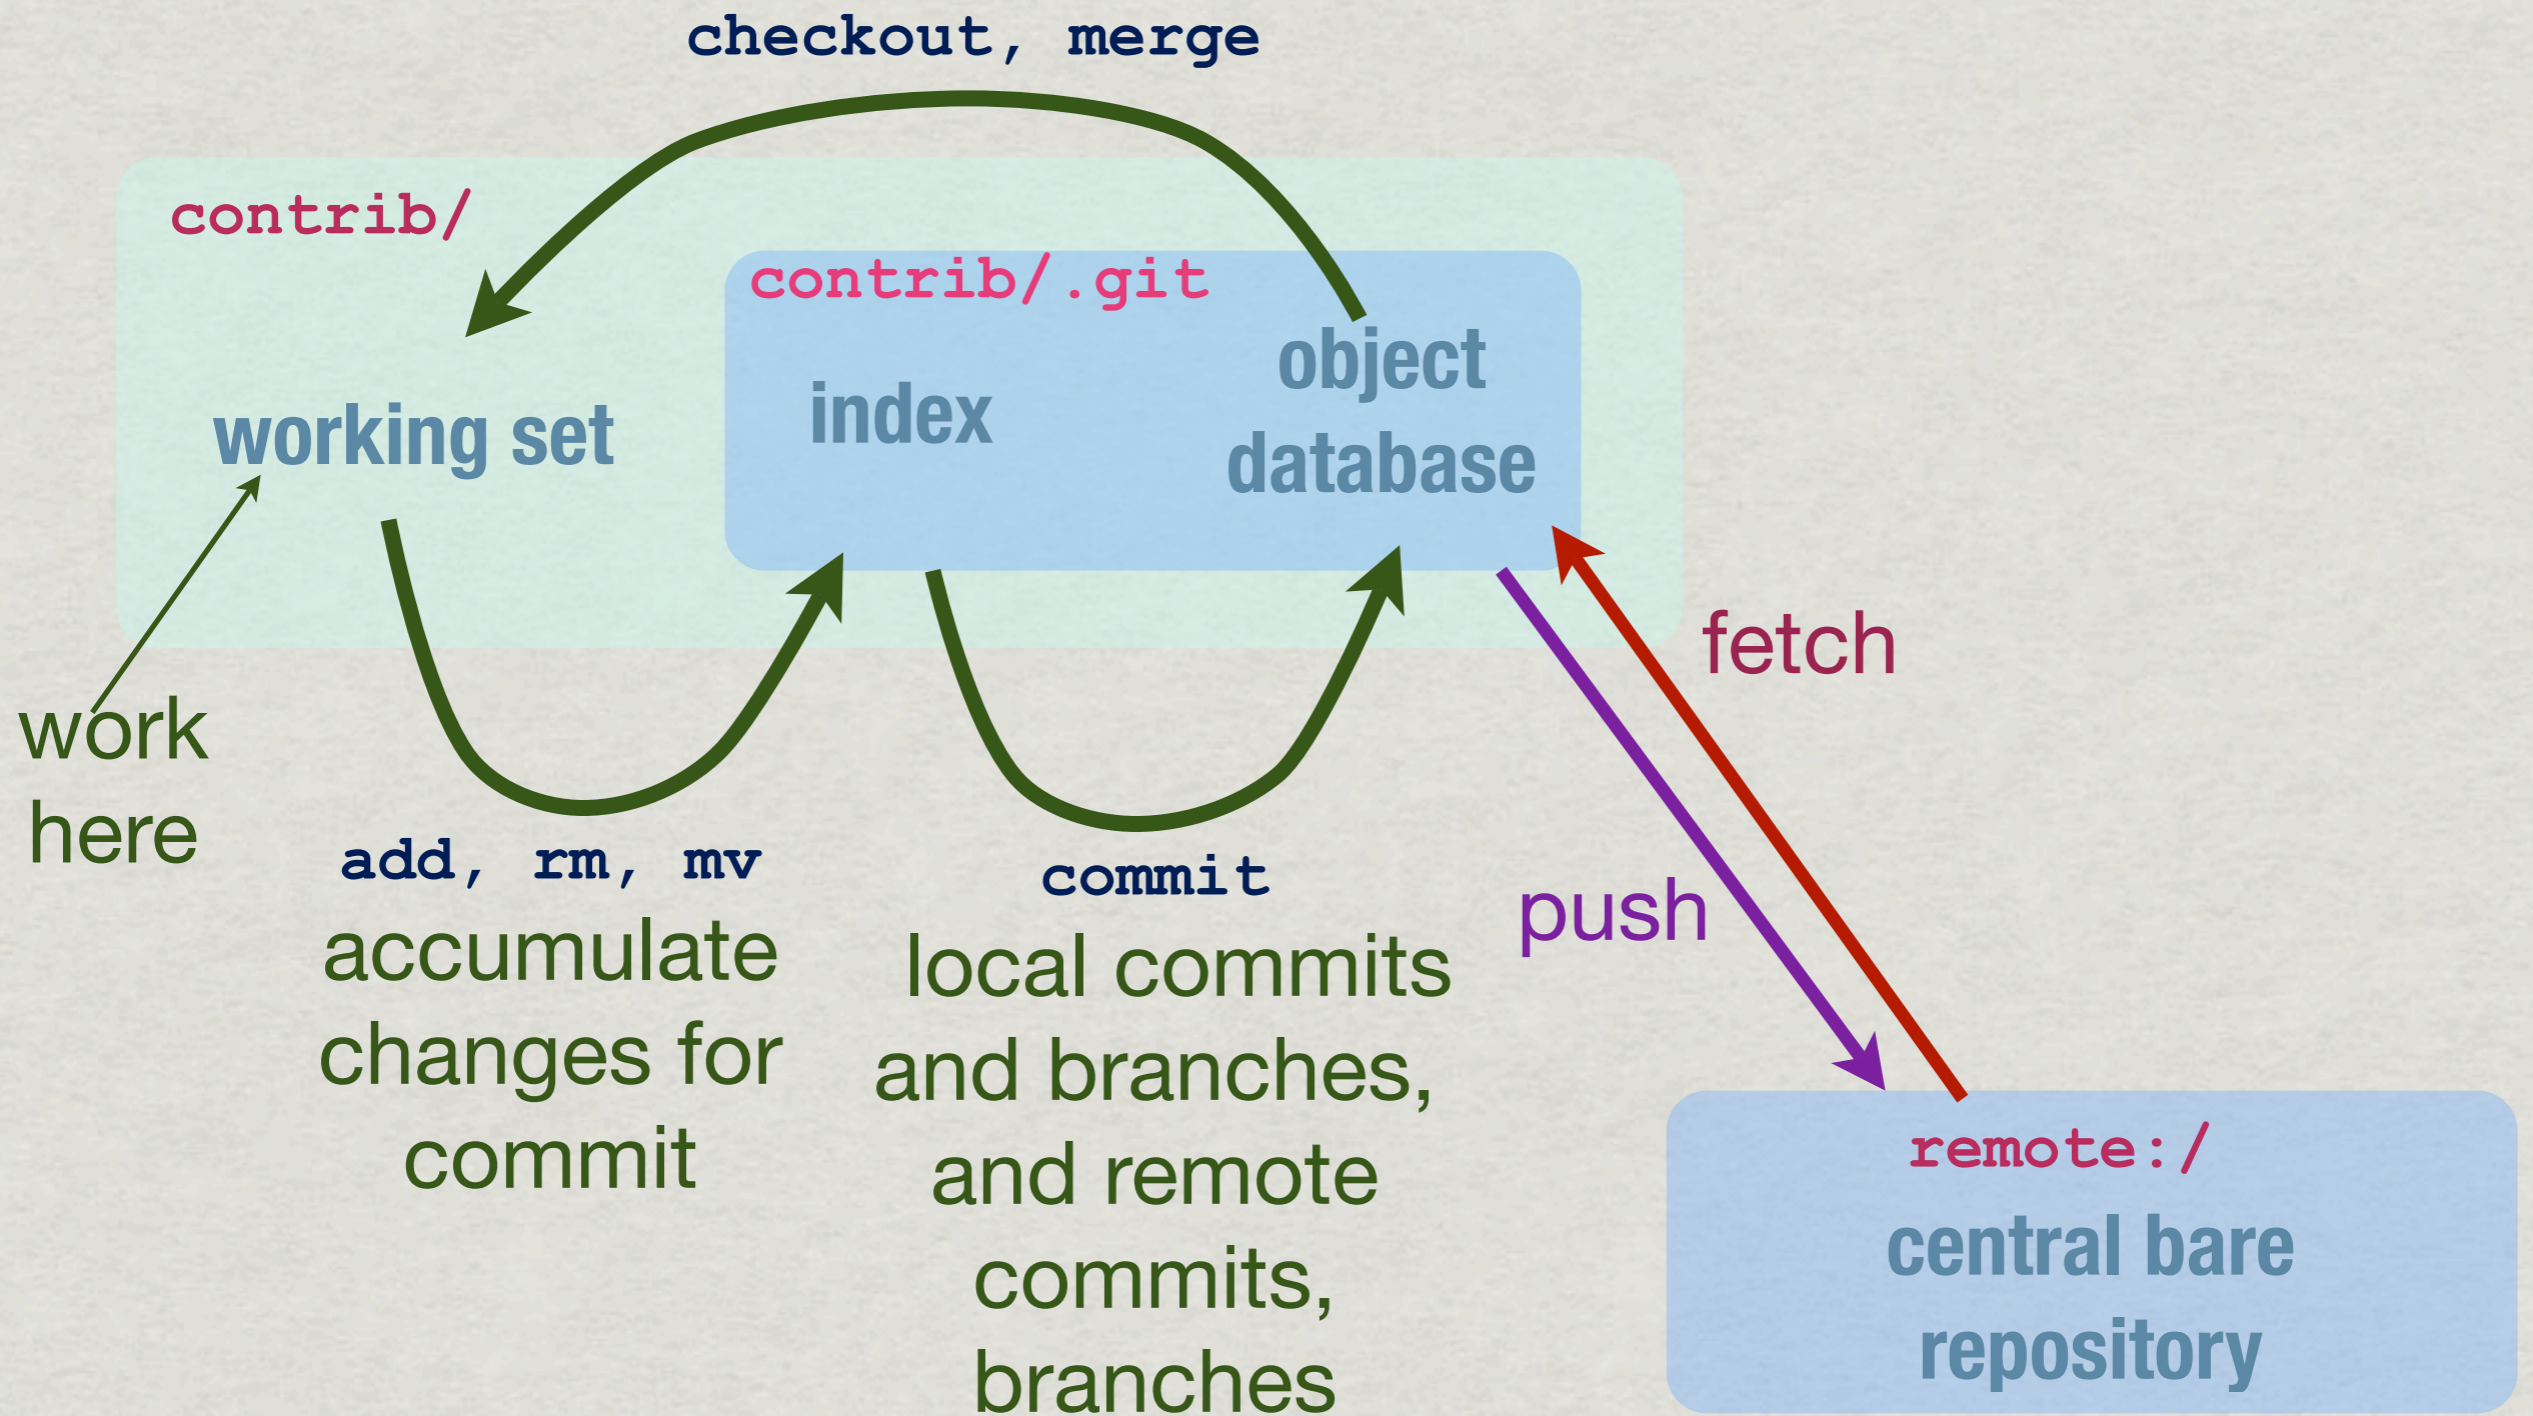 checkout, merge
contrib/
contrib/.git
working set
index
object
database
work
here
add, rm, mv
accumulate
changes for
commit
commit
local commits
and branches,
and remote
commits,
branches
fetch
push
remote:/
central bare
repository